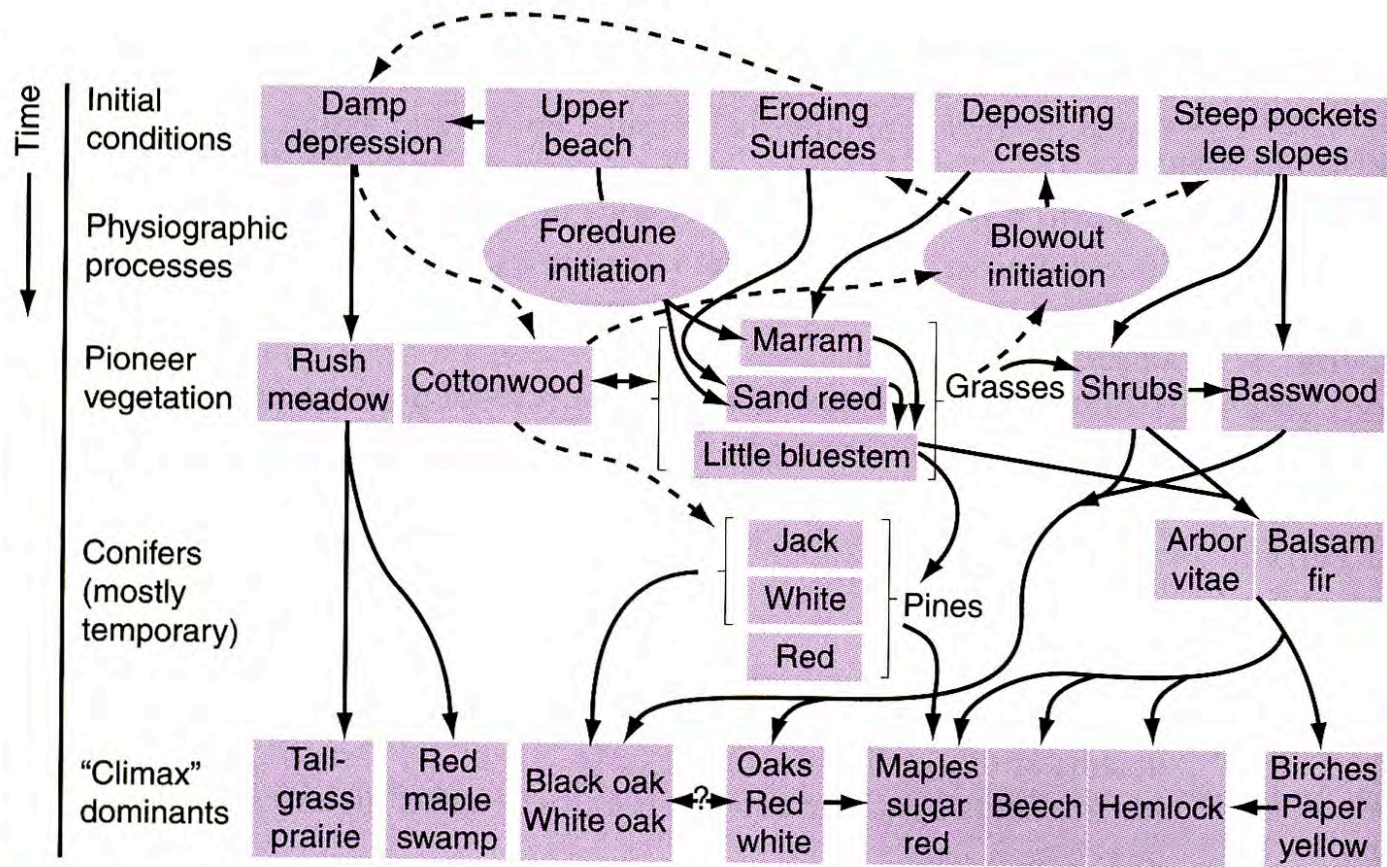 Time
Initial
conditions
Damp
depression
Upper
beach
Eroding
Surfaces
Depositing
crests
Steep pockets
lee slopes
Physiographic
processes
Foredune
initiation
Blowout
initiation
Pioneer
vegetation
Rush
meadow
Cottonwood
Marram
Sand reed
Little bluestem
Grasses
Shrubs
Basswood
Conifers
(mostly
temporary)
Jack
White
Red
Pines
Arbor
vitae
Balsam
fir
“Climax”
dominants
Tall-
grass
prairie
Red
maple
swamp
Black oak
White oak
?
Oaks
Red
white
Maples
sugar
red
Beech
Hemlock
Birches
Paper
yellow